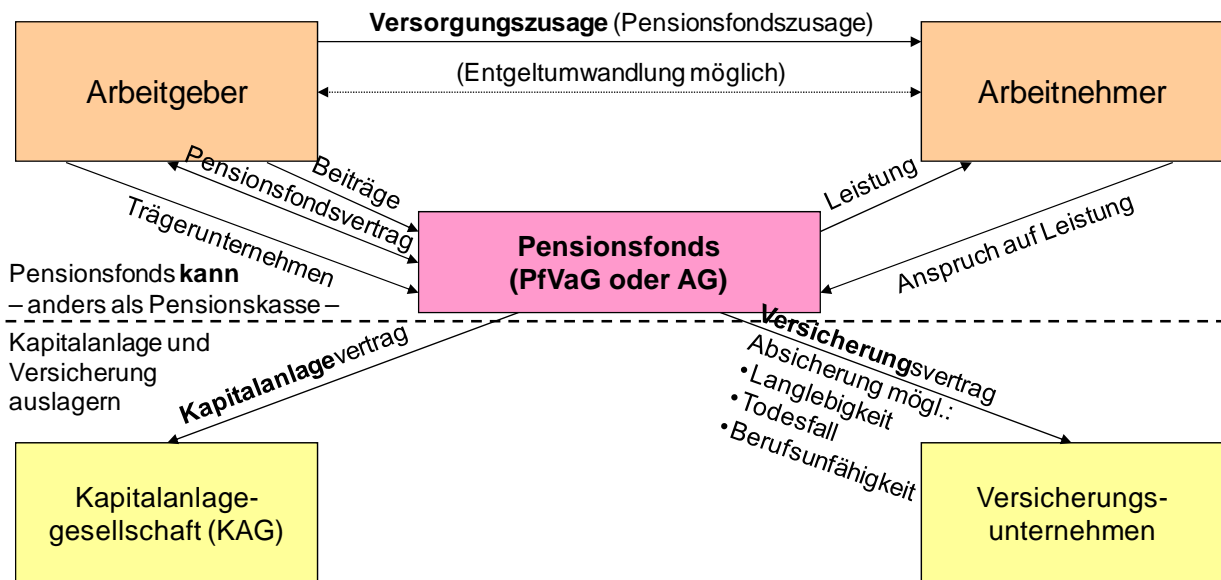 Versorgungszusage (Pensionsfondszusage)
Arbeitgeber
(Entgeltumwandlung möglich)
Arbeitnehmer
Beiträge
Pensionsfondsvertrag
Trägerunternehmen
Leistung
Anspruch auf Leistung
Pensionsfonds
(PfVaG oder AG)
Pensionsfonds kann
– anders als Pensionskasse –
Kapitalanlage und
Versicherung
auslagern
Kapitalanlagevertrag
Versicherungsvertrag
Absicherung mögl.:
•Langlebigkeit
•Todesfall
•Berufsunfähigkeit
Kapitalanlage-
gesellschaft (KAG)
Versicherungs-
unternehmen